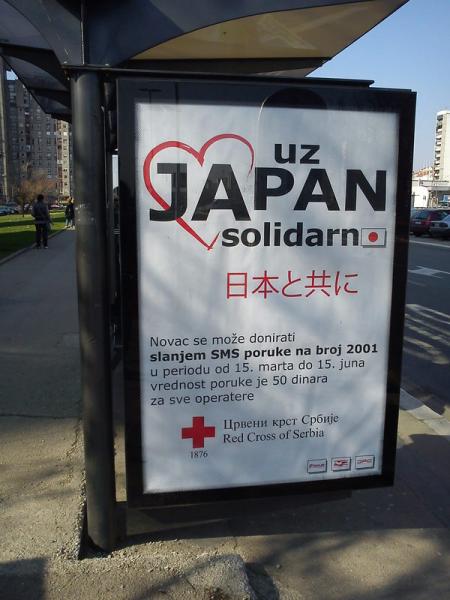 uz
JAPAN
solidarno
日本と共に
Novac se može donirati
slanjem SMS poruke na broj 2001
u periodu od 15. marta do 15. juna
vrednost poruke je 50 dinara
za sve operatere
Црвени крст Србије
Red Cross of Serbia
1876